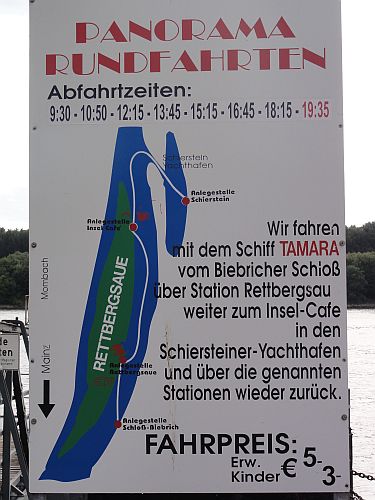 PANORAMA
RUNDFAHRTEN
Abfahrtzeiten:
9:30 - 10:50 - 12:15 - 13:45 - 15:15 - 16:45 - 18:15 - 19:35
Schierstein
Yachthafen
Anlegestelle
Schierstein
Anlegestelle
Insel Cafe'
Mombach
RETTBERGSAUE
Mainz
Anlegestelle
Rettbergsaue
Anlegestelle
Schloß-Biebrich
Wir fahren
mit dem Schiff TAMARA
vom Biebricher Schloß
über Station Rettbergsau
weiter zum Insel-Cafe
in den
Schiersteiner-Yachthafen
und über die genannten
Stationen wieder zurück.
FAHRPREIS:
Erw. € 5-
Kinder 3-